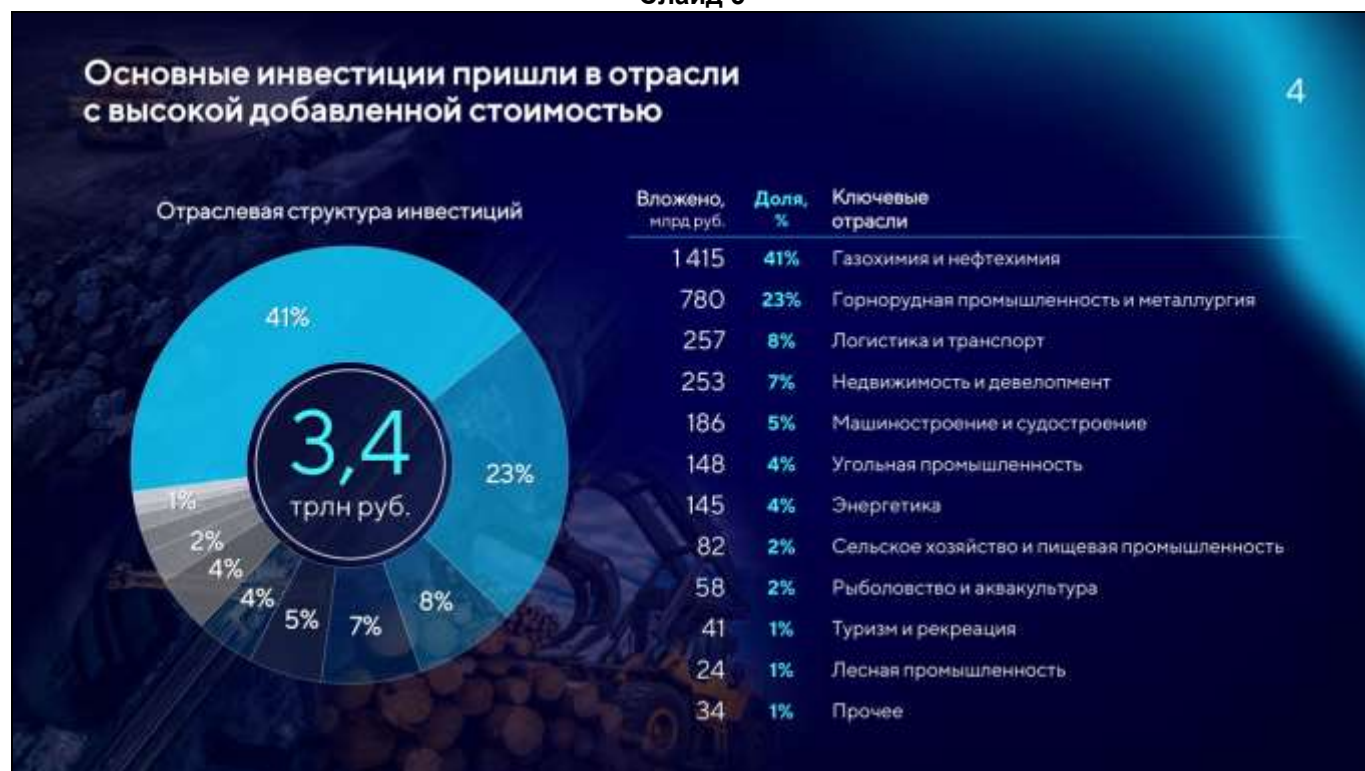 Основные инвестиции пришли в отрасли
с высокой добавленной стоимостью
4
Отраслевая структура инвестиций
41%
23%
8%
7%
5%
4%
4%
2%
1%
3,4
трлн руб.
Вложено, млрд руб. Доля, % Ключевые отрасли
1 415 41% Газохимия и нефтехимия
780 23% Горнорудная промышленность и металлургия
257 8% Логистика и транспорт
253 7% Недвижимость и девелопмент
186 5% Машиностроение и судостроение
148 4% Угольная промышленность
145 4% Энергетика
82 2% Сельское хозяйство и пищевая промышленность
58 2% Рыболовство и аквакультура
41 1% Туризм и рекреация
24 1% Лесная промышленность
34 1% Прочее